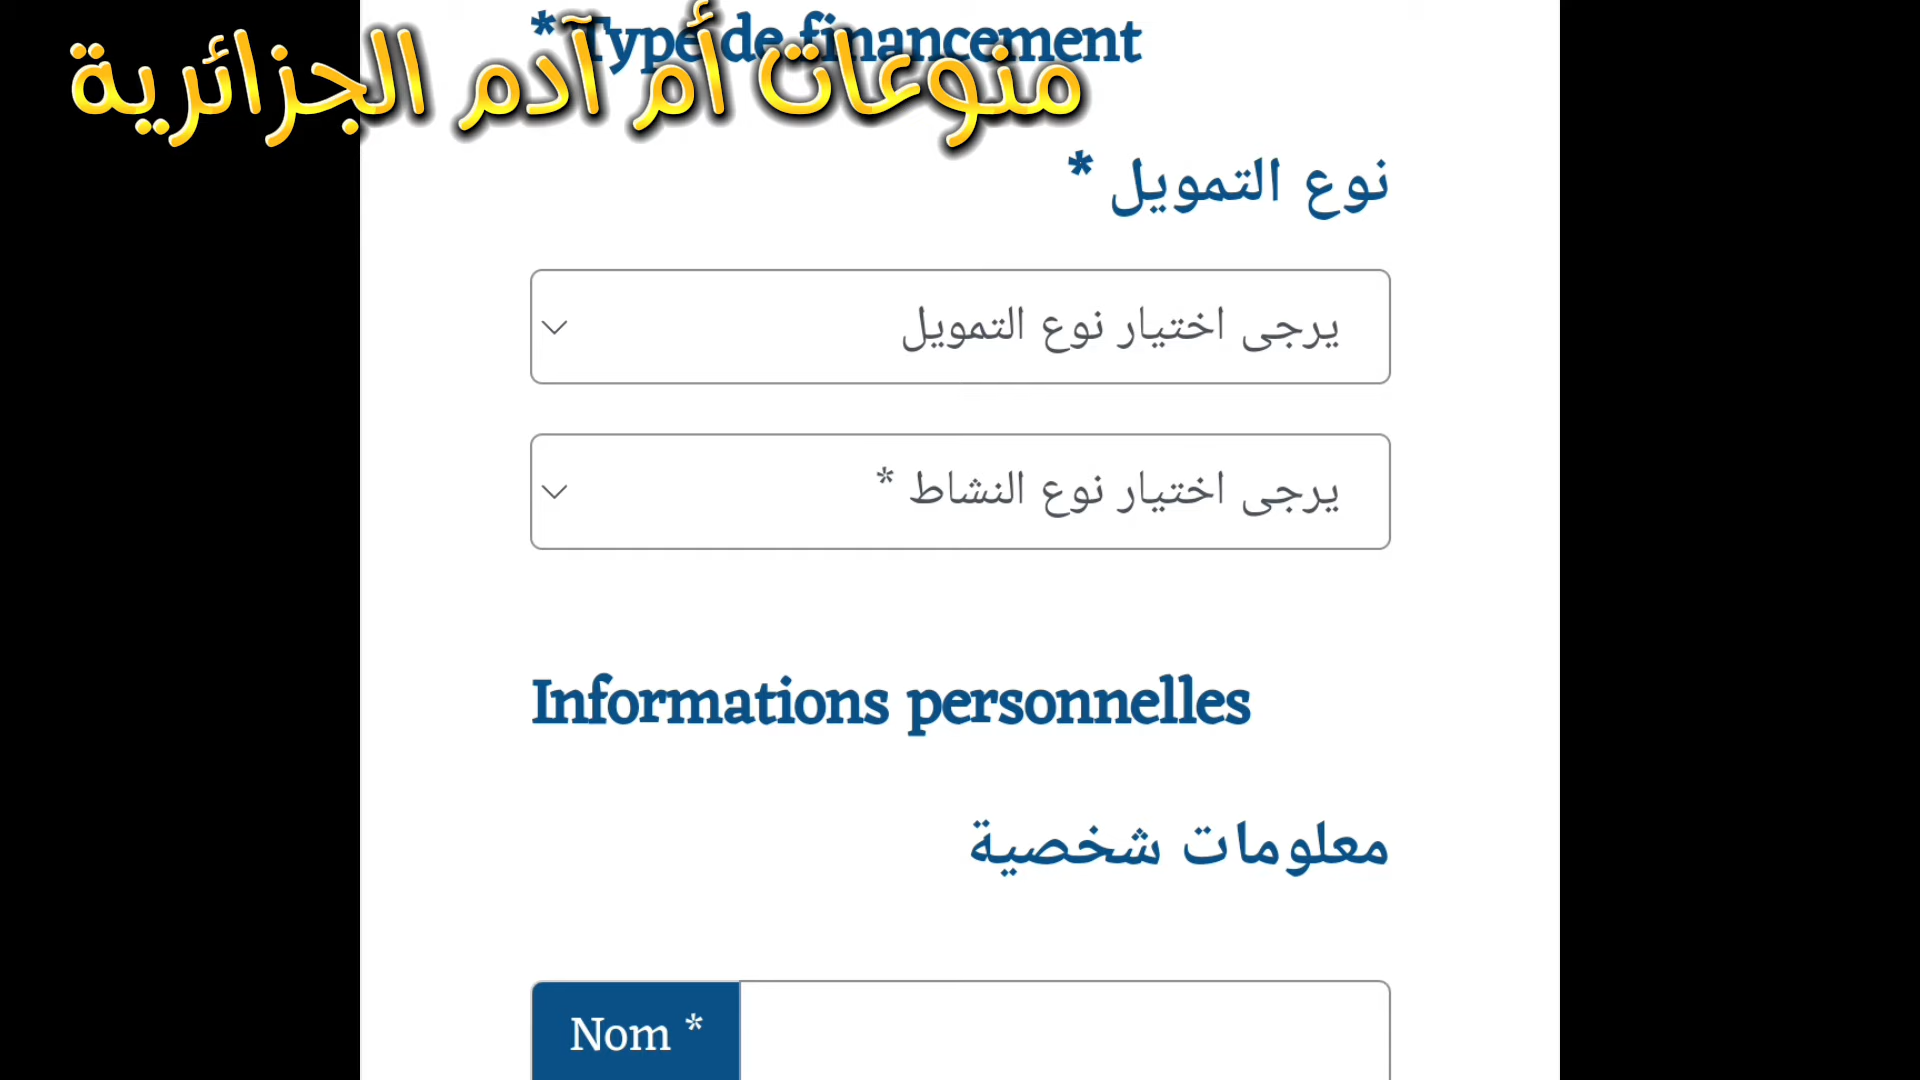 * Type de financement
منوعات أم آدم الجزائرية
نوع التمويل *
يرجى اختيار نوع التمويل
يرجى اختيار نوع النشاط *
Informations personnelles
معلومات شخصية
Nom *